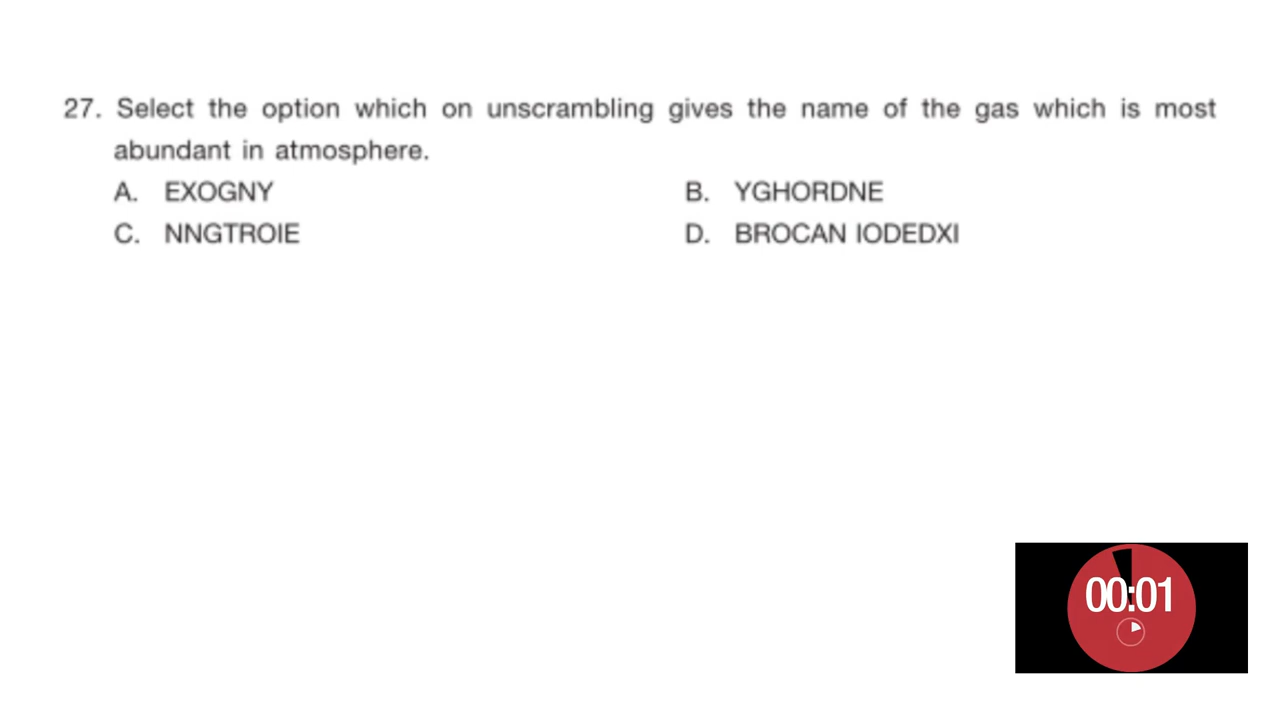 27. Select the option which on unscrambling gives the name of the gas which is most
abundant in atmosphere.
A. EXOGNY B. YGHORDNE
C. NNGTROIE D. BROCAN IODEDXI
00:01